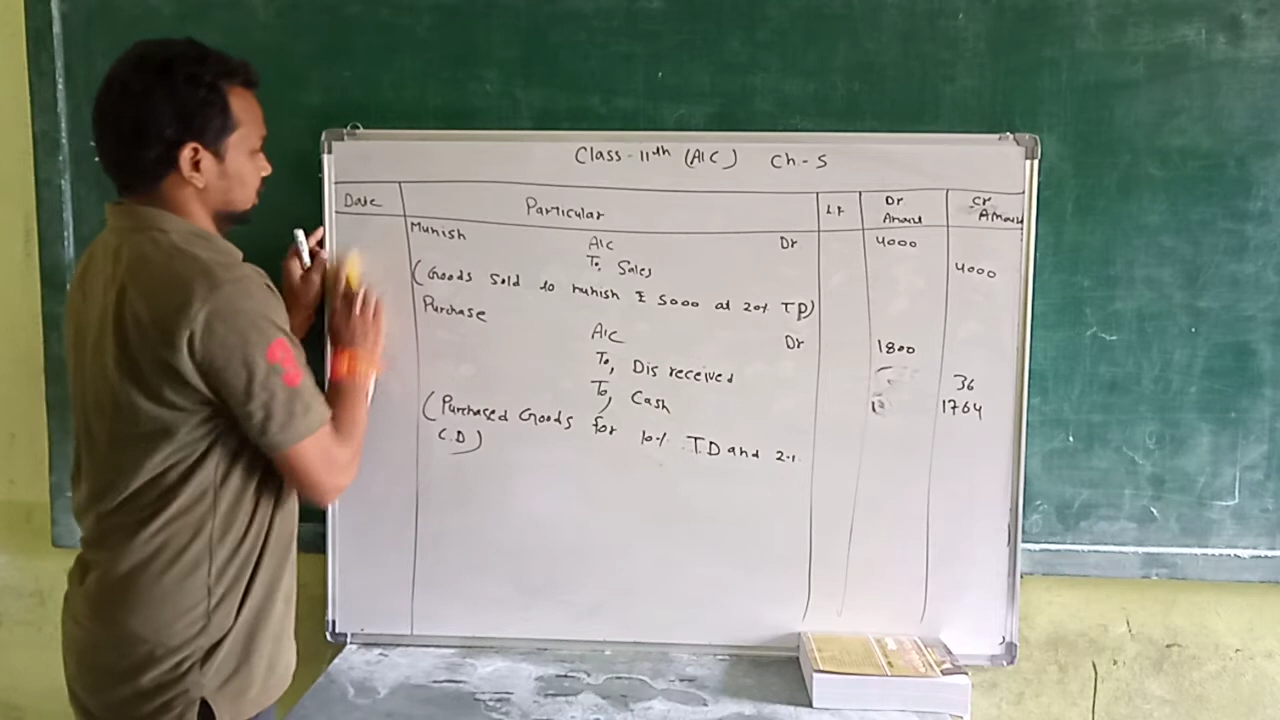 Class - 11th (A/C) Ch - 5
Date Particular L.F Dr Amount Cr Amount
Munish A/C Dr 4000
To, Sales 4000
(Goods sold to munish ₹ 5000 at 20% TD)
Purchase A/C Dr 1800
To, Dis received 36
To, Cash 1764
(Purchased Goods for 10% T.D and 2%
C.D)
3